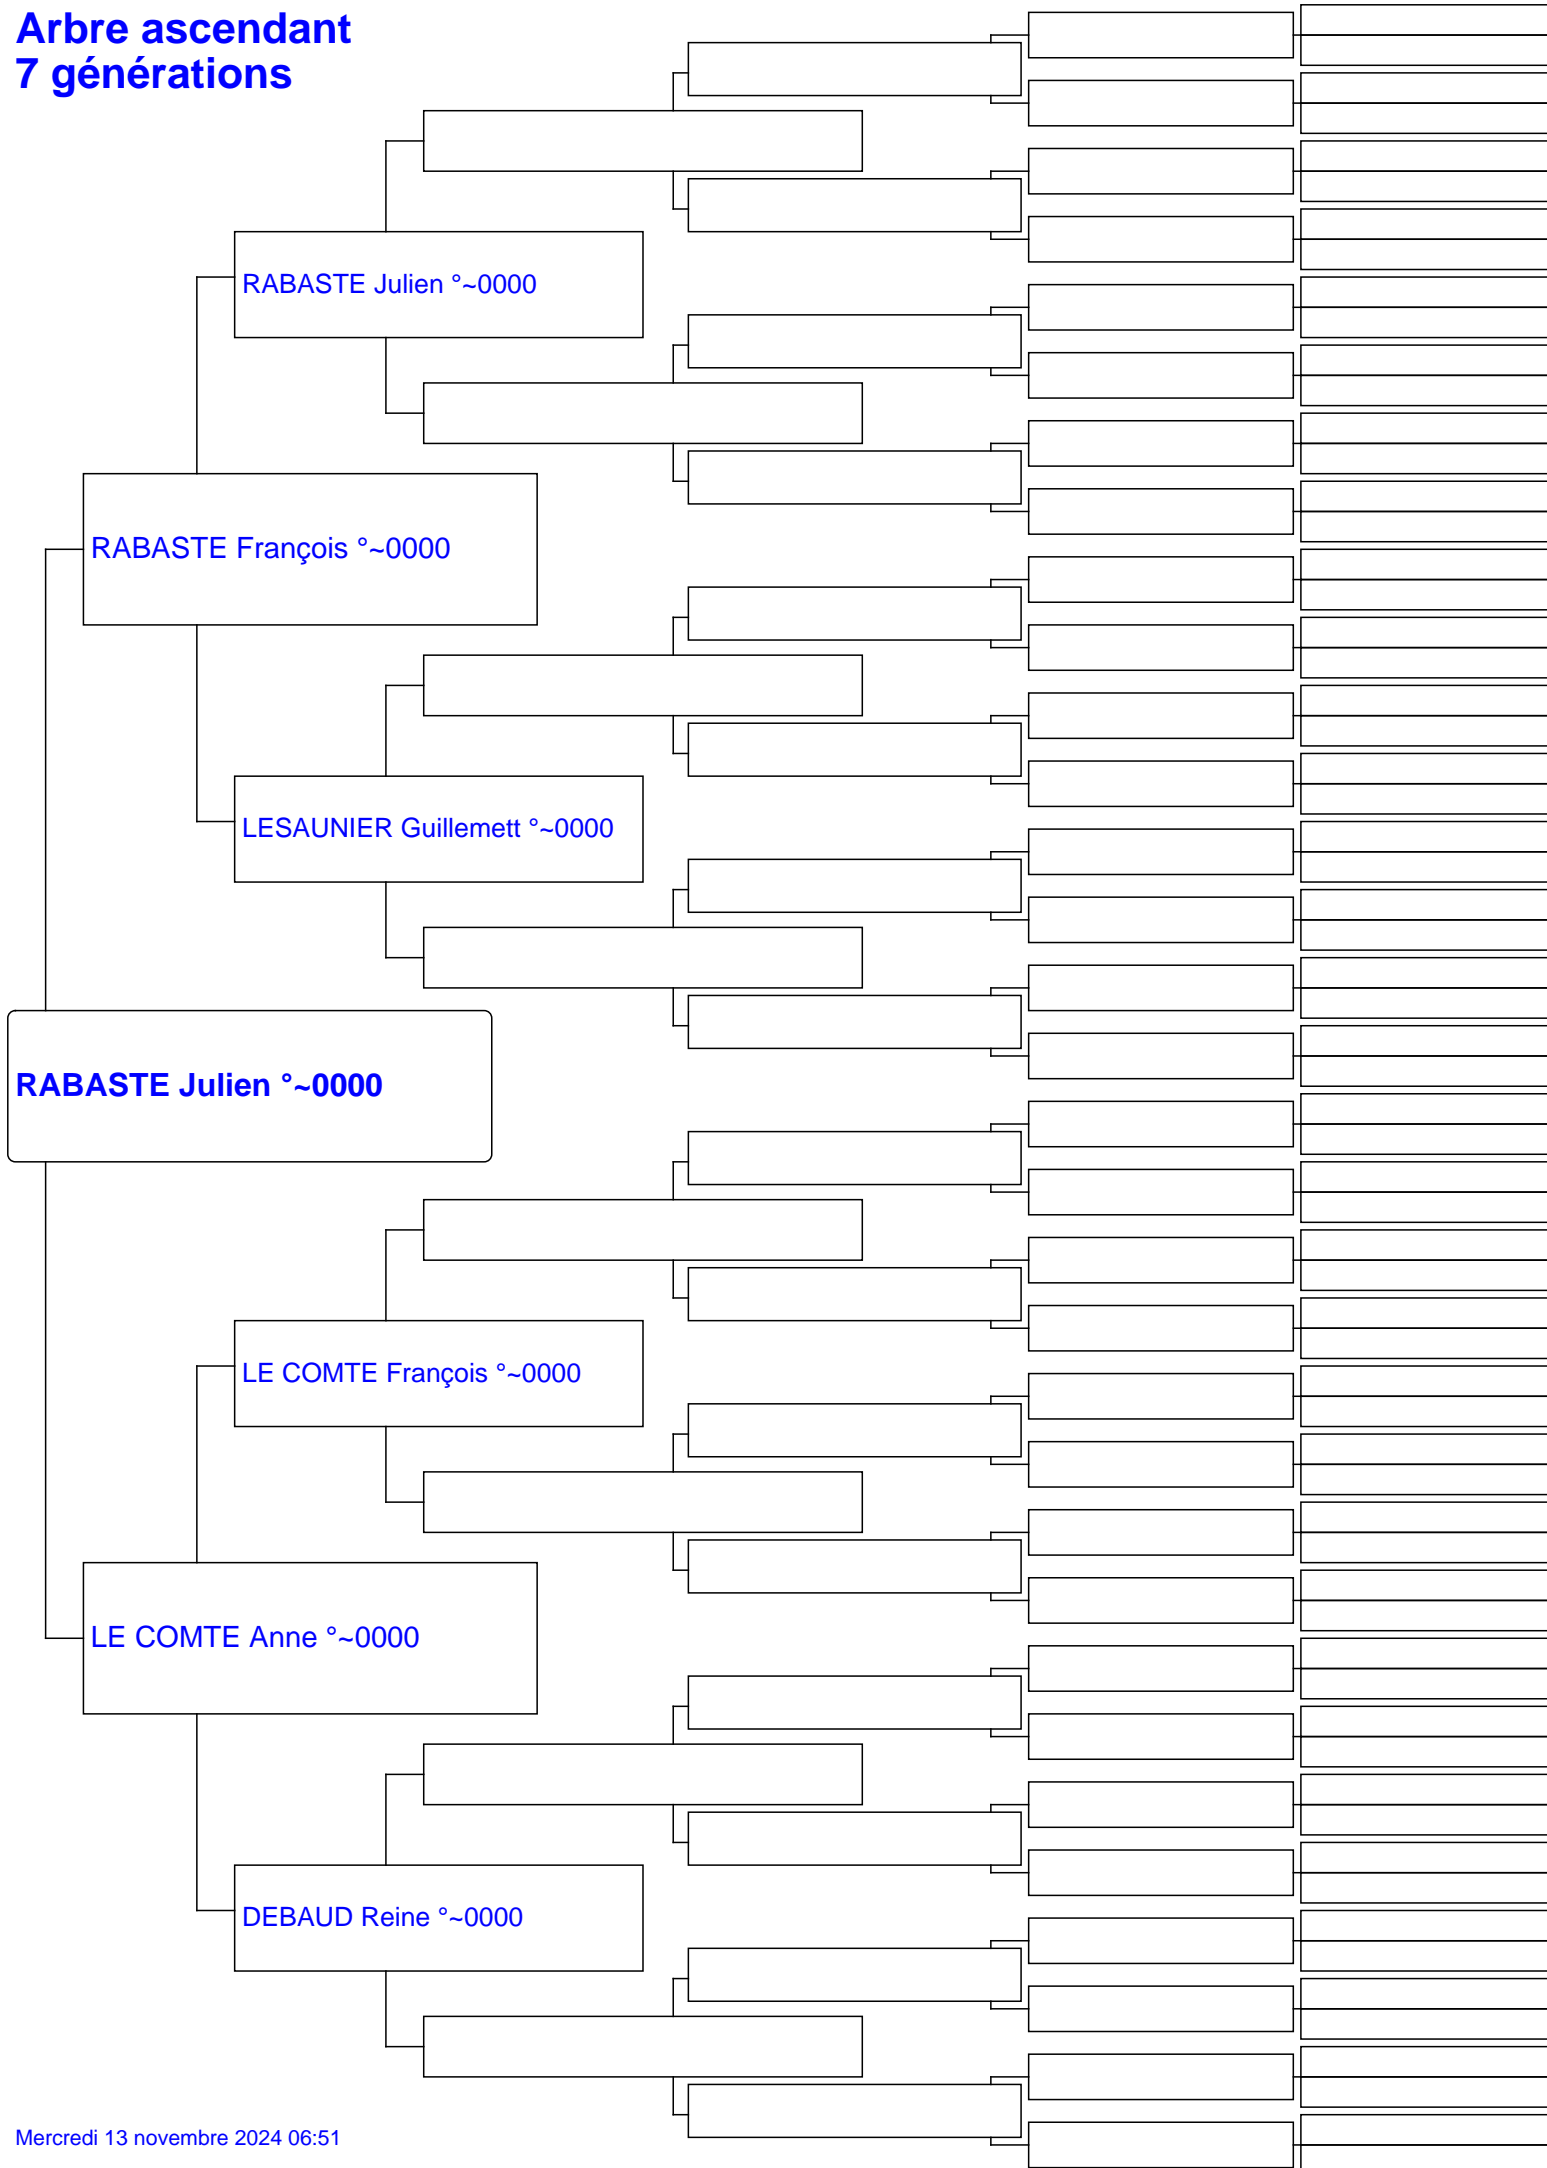 Arbre ascendant
7 générations
RABASTE Julien °~0000
RABASTE François °~0000
LESAUNIER Guillemett °~0000
RABASTE Julien °~0000
LE COMTE François °~0000
LE COMTE Anne °~0000
DEBAUD Reine °~0000
Mercredi 13 novembre 2024 06:51